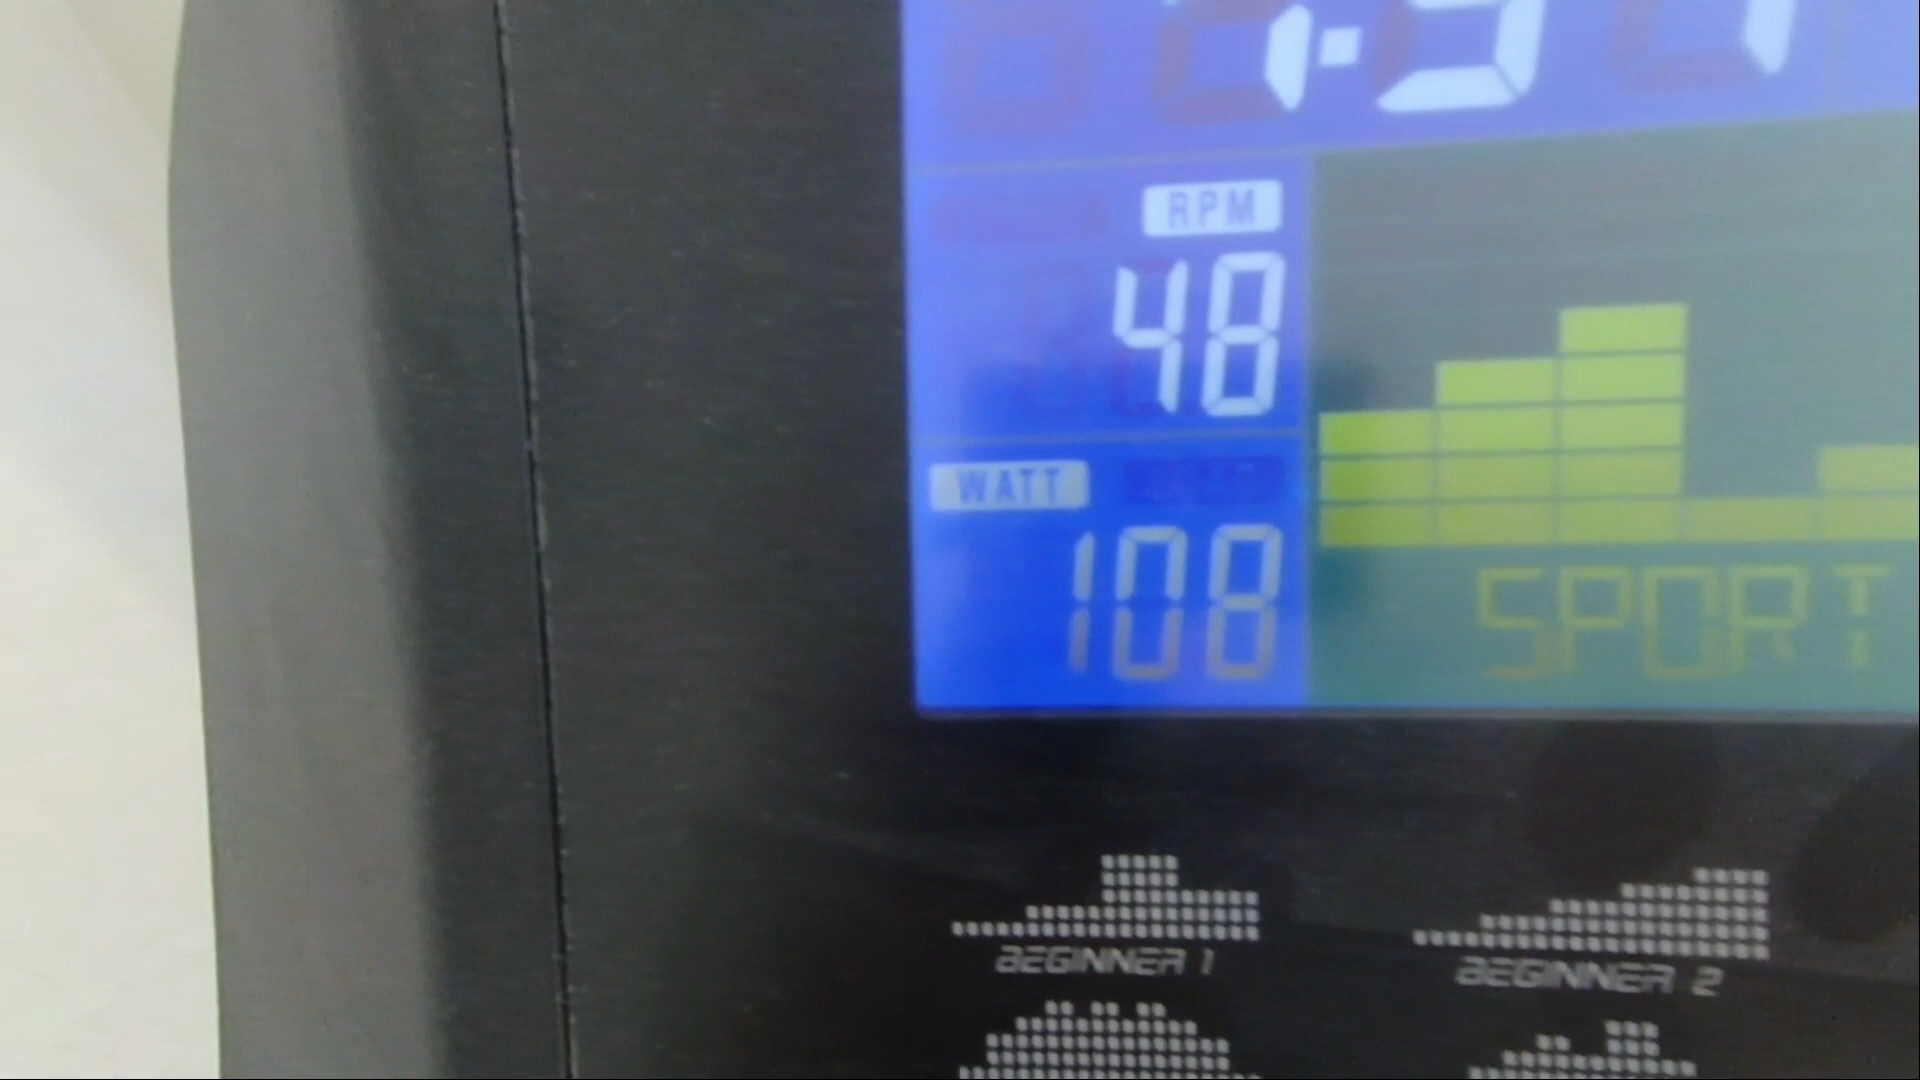 RPM
48
WATT
108
SPORT
BEGINNER 1
BEGINNER 2